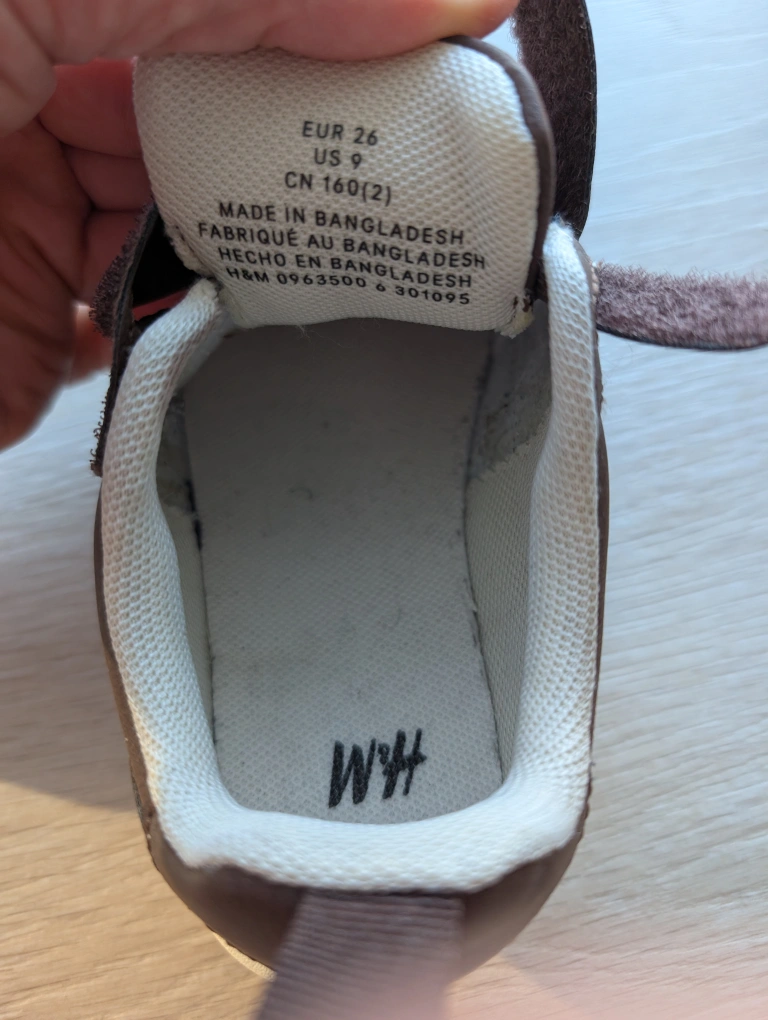 EUR 26
US 9
CN 160(2)
MADE IN BANGLADESH
FABRIQUÉ AU BANGLADESH
HECHO EN BANGLADESH
H&M 0963500 6 301095
H&M